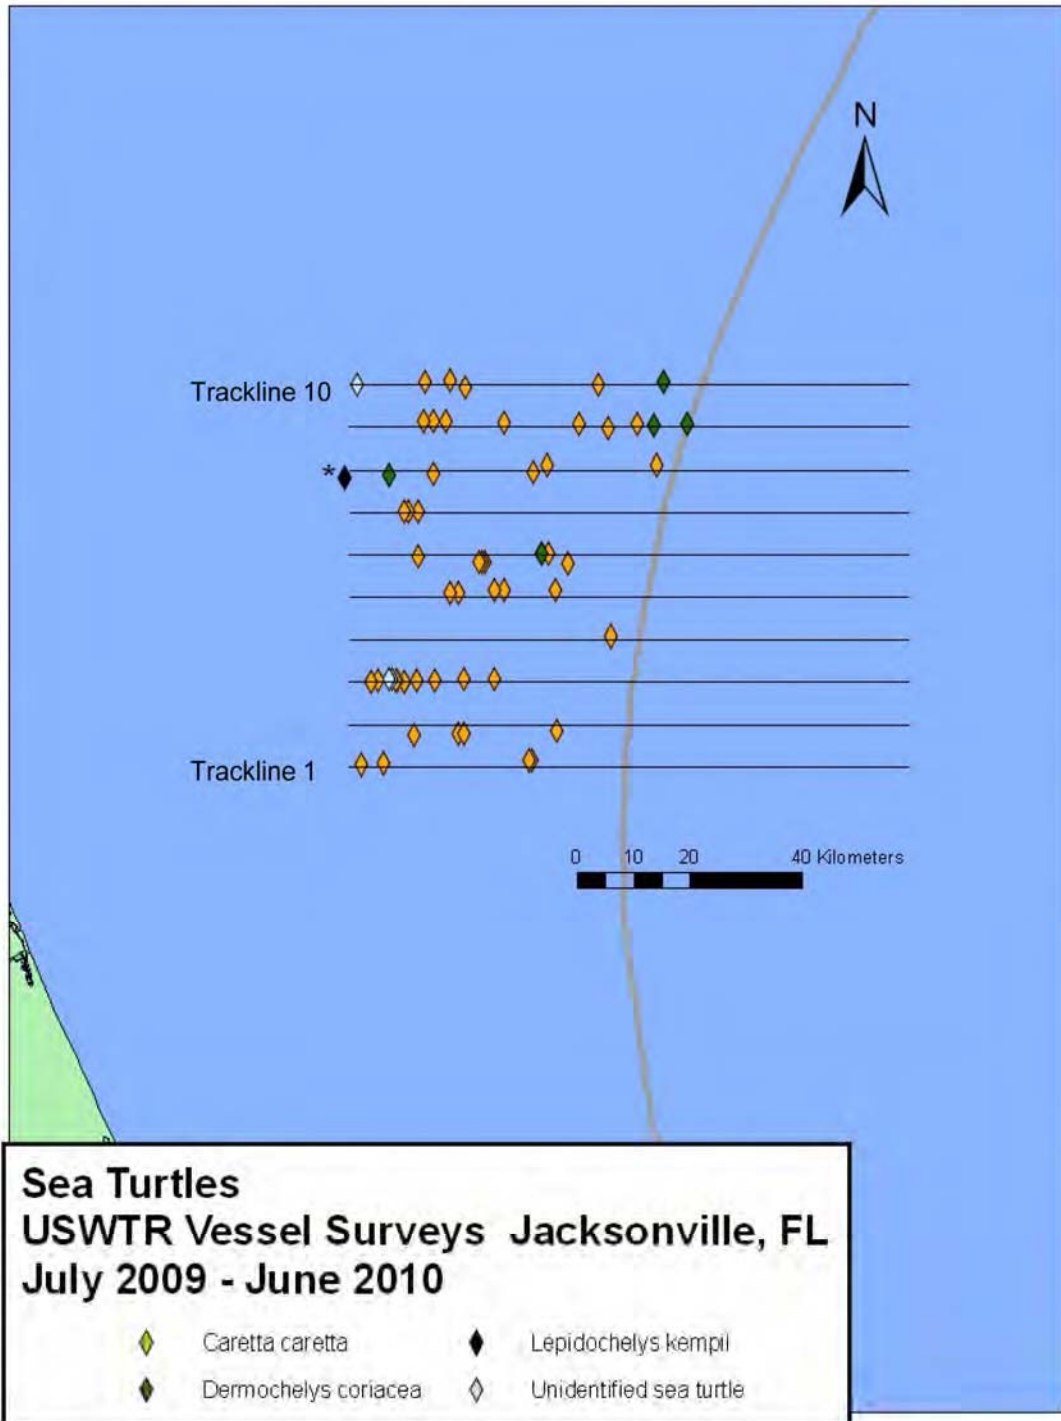 N
Trackline 10
*
Trackline 1
0 10 20 40 Kilometers
Sea Turtles
USWTR Vessel Surveys Jacksonville, FL
July 2009 - June 2010
Caretta caretta
Lepidochelys kempii
Dermochelys coriacea
Unidentified sea turtle